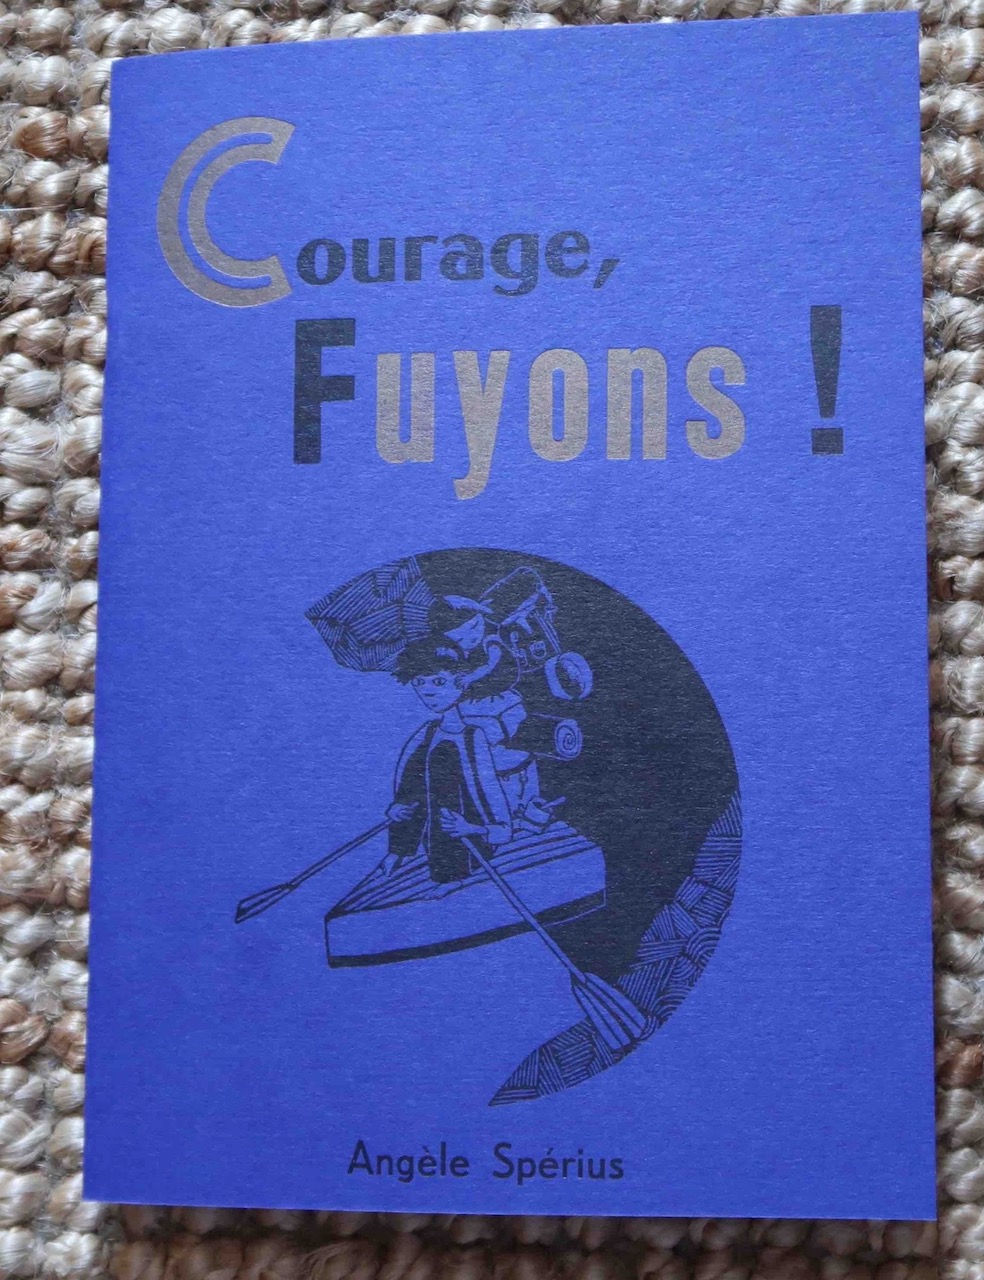 Courage,
Fuyons !
Angèle Spérius